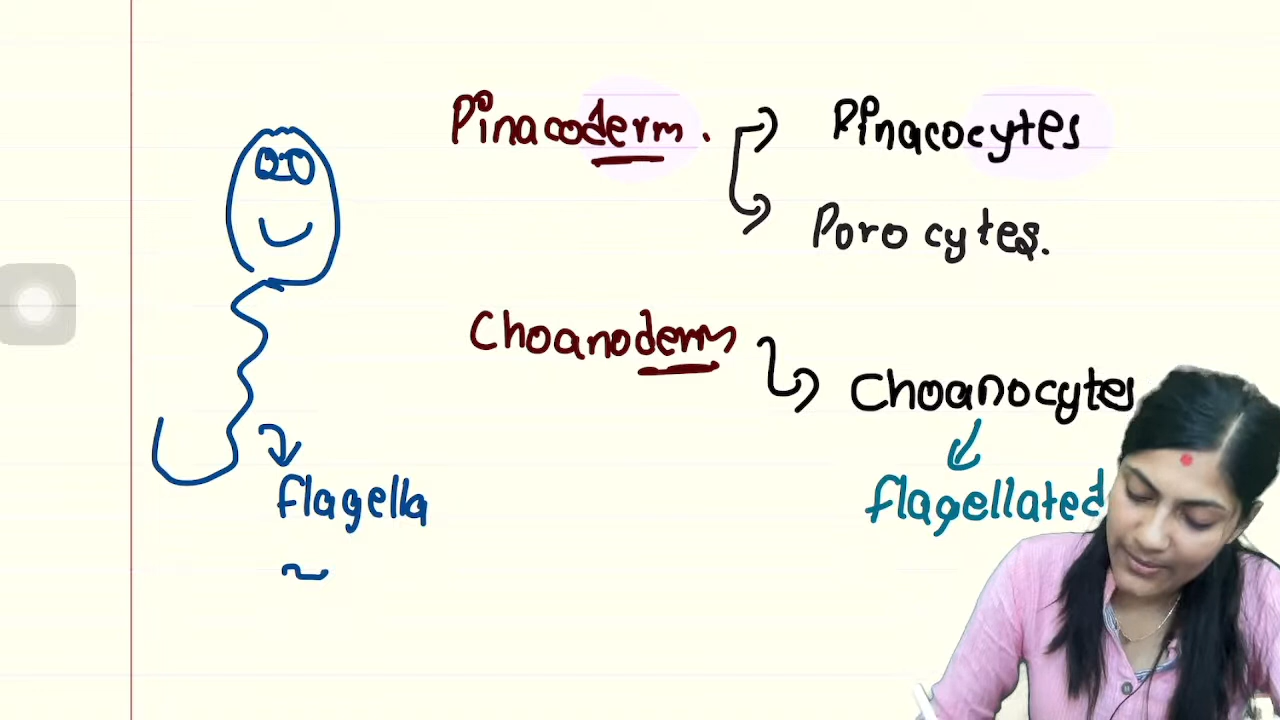 Pinacoderm.
Pinacocytes
Porocytes.
Choanoderm
Choanocytes
flagellated
flagella